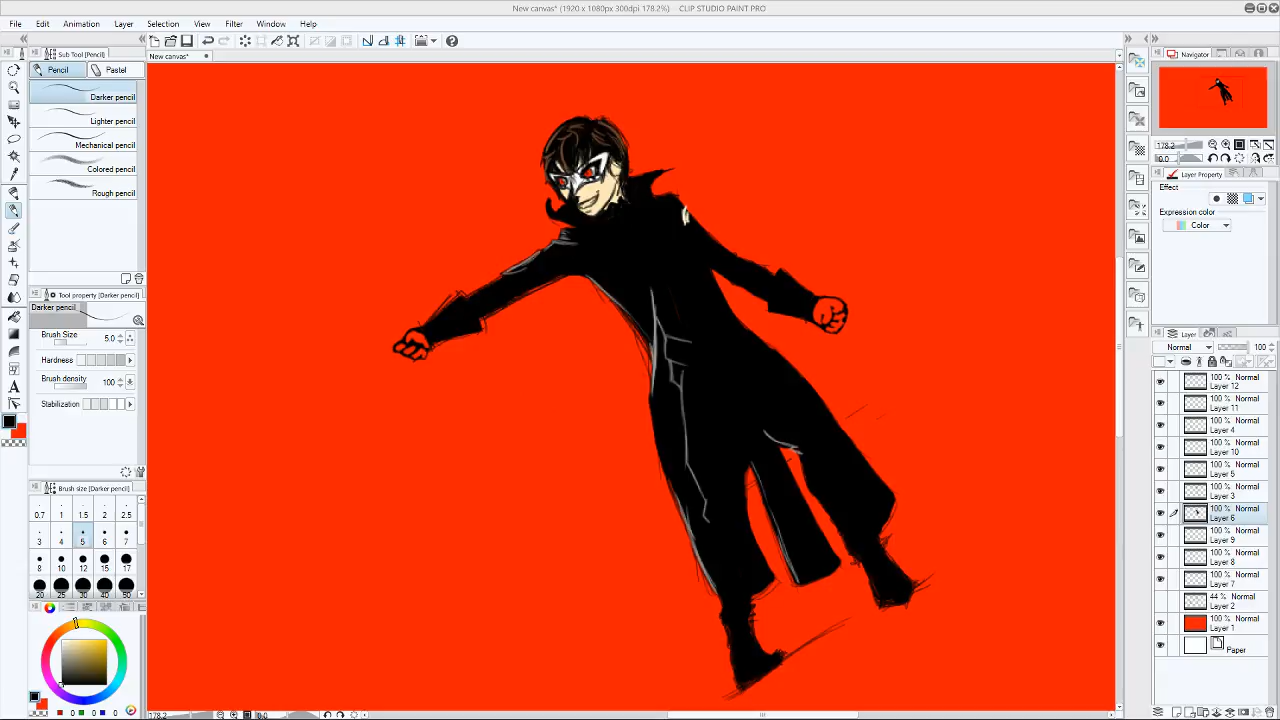 New canvas* (1920 x 1080px 300dpi 178.2%) - CLIP STUDIO PAINT PRO
File Edit Animation Layer Selection View Filter Window Help
Sub Tool [Pencil]
New canvas*
Navigator
Pencil Pastel
Darker pencil
Lighter pencil
Mechanical pencil
Colored pencil
Rough pencil
178.2
0.0
Layer Property
Effect
Expression color
Color
Tool property [Darker pencil]
Darker pencil
Brush Size 5.0
Hardness
Brush density 100
Stabilization
Layer
Normal 100
100 % Normal
Layer 12
100 % Normal
Layer 11
100 % Normal
Layer 4
100 % Normal
Layer 10
100 % Normal
Layer 5
100 % Normal
Layer 3
100 % Normal
Layer 6
100 % Normal
Layer 9
100 % Normal
Layer 8
100 % Normal
Layer 7
44 % Normal
Layer 2
100 % Normal
Layer 1
Paper
Brush size [Darker pencil]
0.7 1 1.5 2 2.5
3 4 5 6 7
8 10 12 15 17
20 25 30 40 50
0 0 0
178.2 0.0